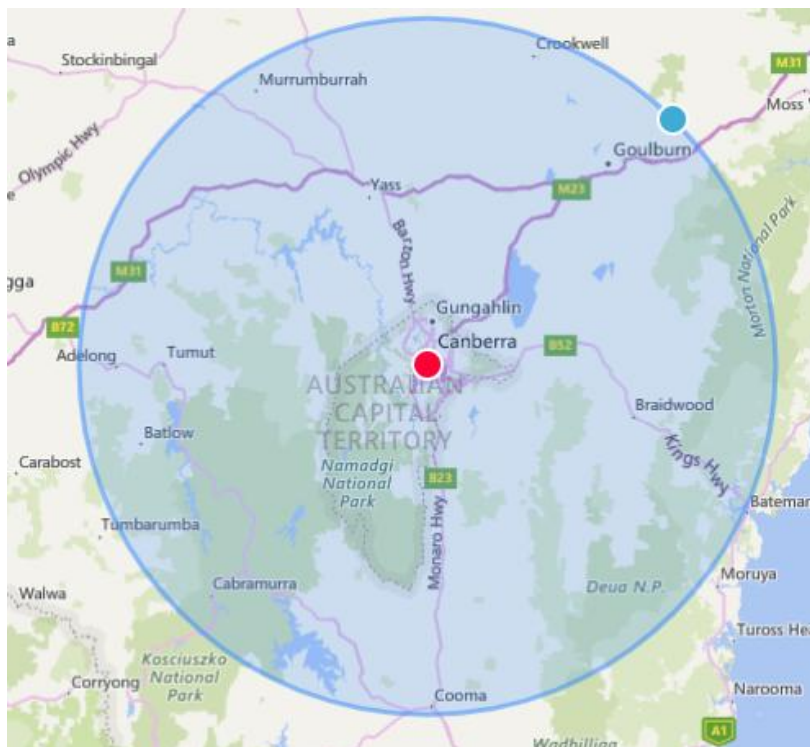 a
Crookwell
Stockinbingal
M31
Murrumburrah
Moss
Olympic Hwy
Goulburn
Yass
M23
Morton National Park
Barton Hwy
M31
gga
Gungahlin
B72
Canberra
B52
Adelong
Tumut
AUSTRALIAN
CAPITAL
TERRITORY
Braidwood
Batlow
Kings Hwy
Carabost
Namadgi
National
Park
B23
Bateman
Tumbarumba
Monaro Hwy
Moruya
Cabramurra
Deua N.P.
Walwa
Tuross He
Kosciuszko
National
Park
Corryong
Narooma
Cooma
A1
Wadbilliga